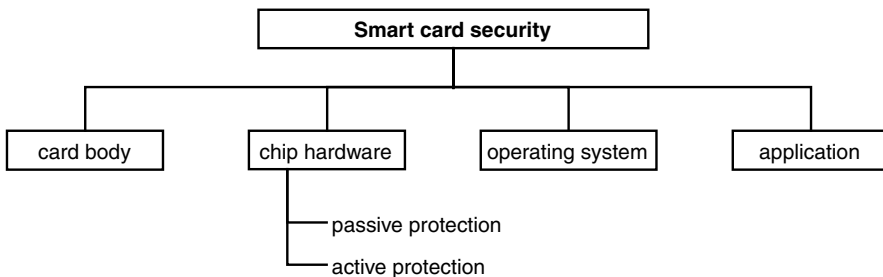 Smart card security
card body
chip hardware
operating system
application
passive protection
active protection